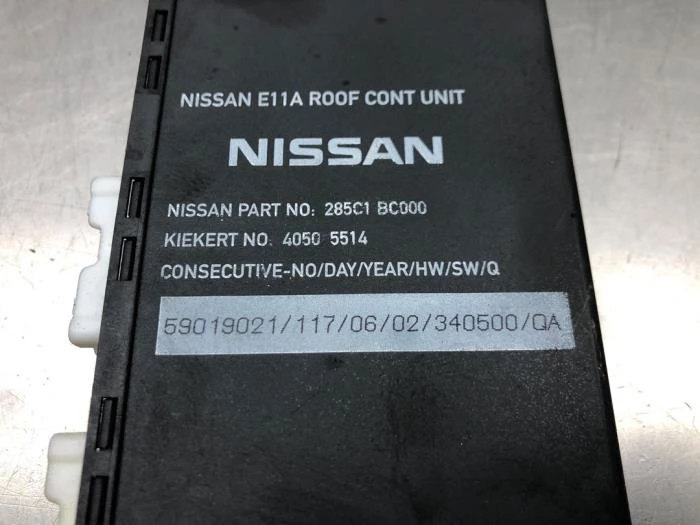 NISSAN E11A ROOF CONT UNIT
NISSAN
NISSAN PART NO: 285C1 BC000
KIEKERT NO. 4050 5514
CONSECUTIVE-NO/DAY/YEAR/HW/SW/Q
59019021/117/06/02/340500/QA